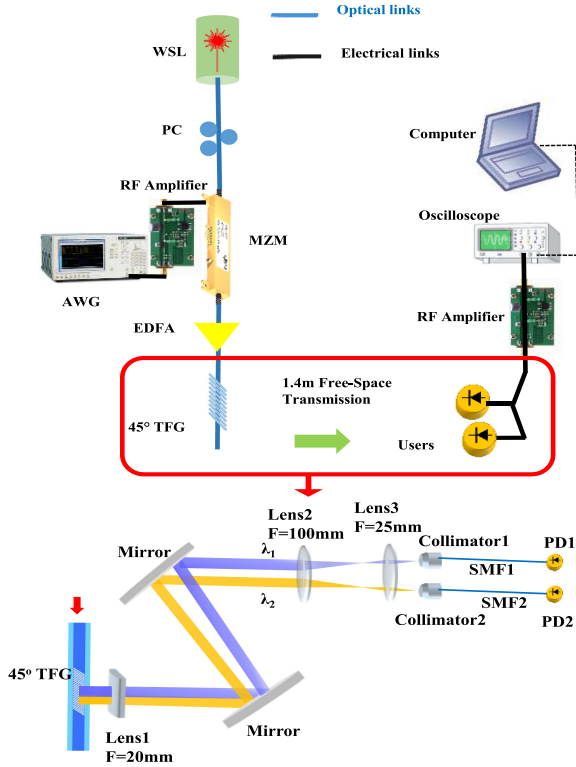 Optical links
WSL
Electrical links
PC
Computer
RF Amplifier
Oscilloscope
MZM
AWG
RF Amplifier
EDFA
1.4m Free-Space
Transmission
45° TFG
Users
Lens3
F=25mm
Lens2
F=100mm
Collimator1
Mirror
λ1
PD1
SMF1
λ2
SMF2
PD2
Collimator2
45° TFG
Mirror
Lens1
F=20mm